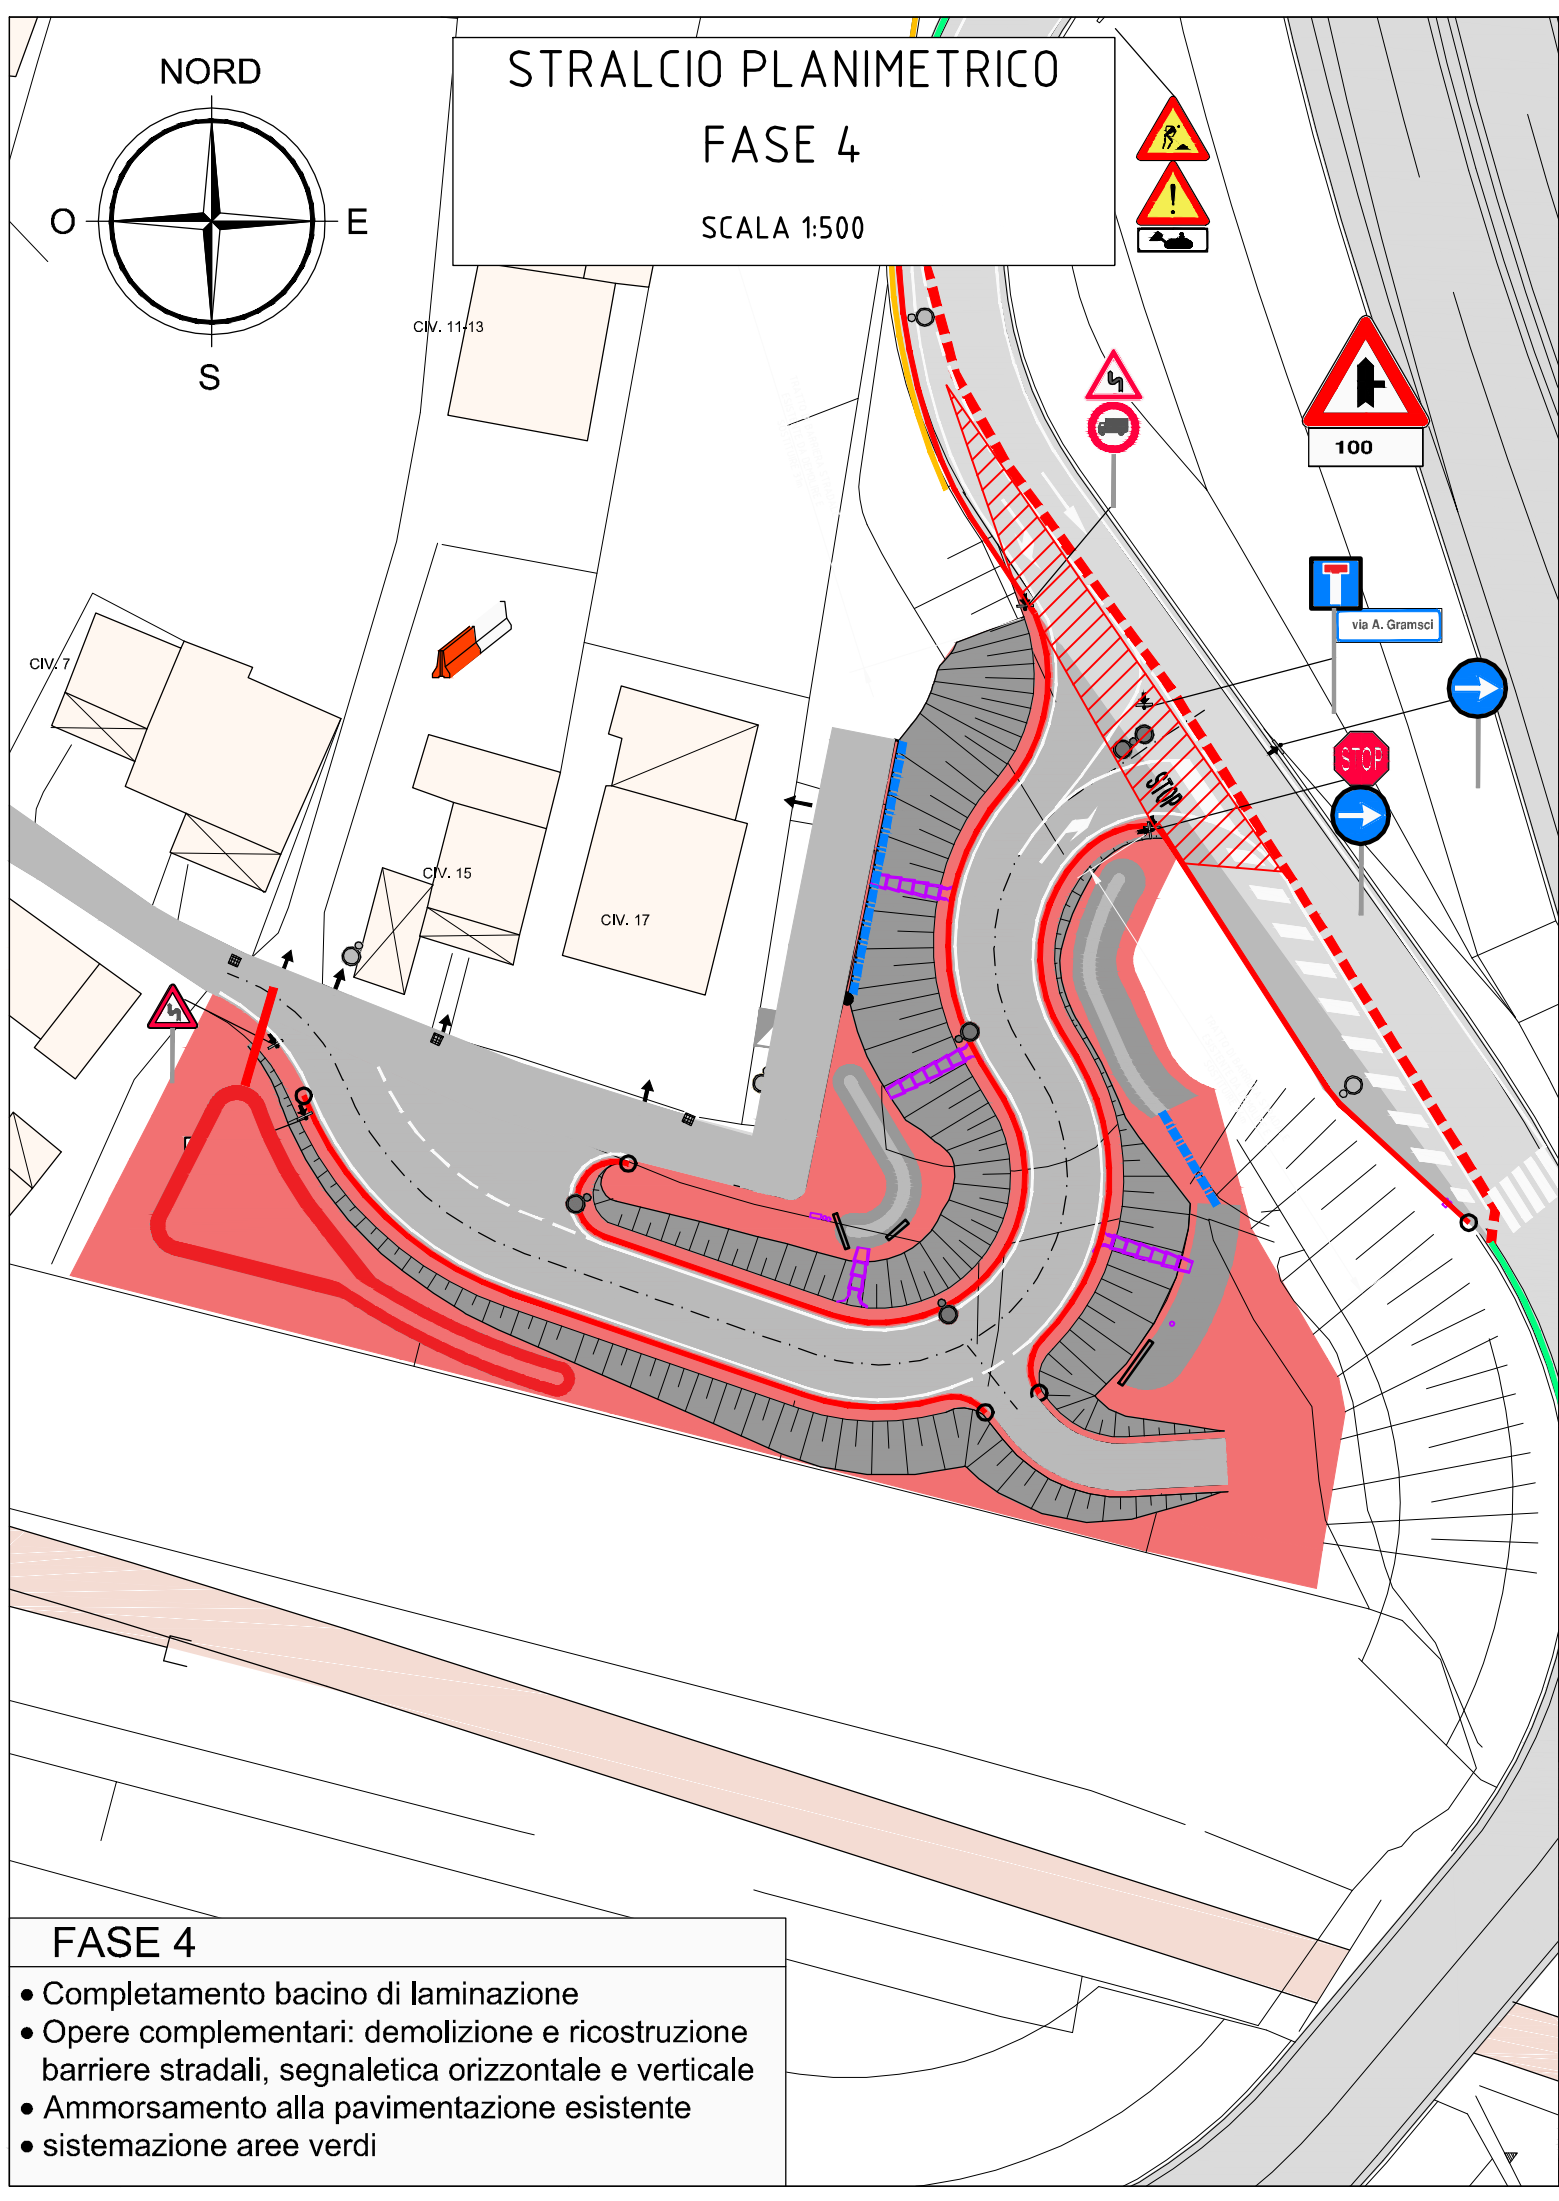 NORD
O
E
S
STRALCIO PLANIMETRICO
FASE 4
SCALA 1:500
CIV. 11-13
100
via A. Gramsci
CIV. 7
STOP
STOP
CIV. 15
CIV. 17
FASE 4
• Completamento bacino di laminazione
• Opere complementari: demolizione e ricostruzione
barriere stradali, segnaletica orizzontale e verticale
• Ammorsamento alla pavimentazione esistente
• sistemazione aree verdi